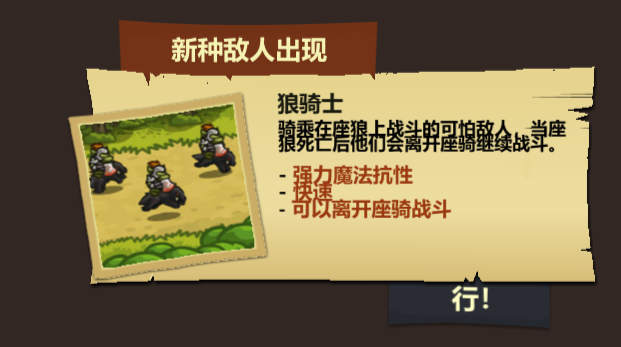 新种敌人出现
狼骑士
骑乘在座狼上战斗的可怕敌人。当座
狼死亡后他们会离开座骑继续战斗。
- 强力魔法抗性
- 快速
- 可以离开座骑战斗
行!